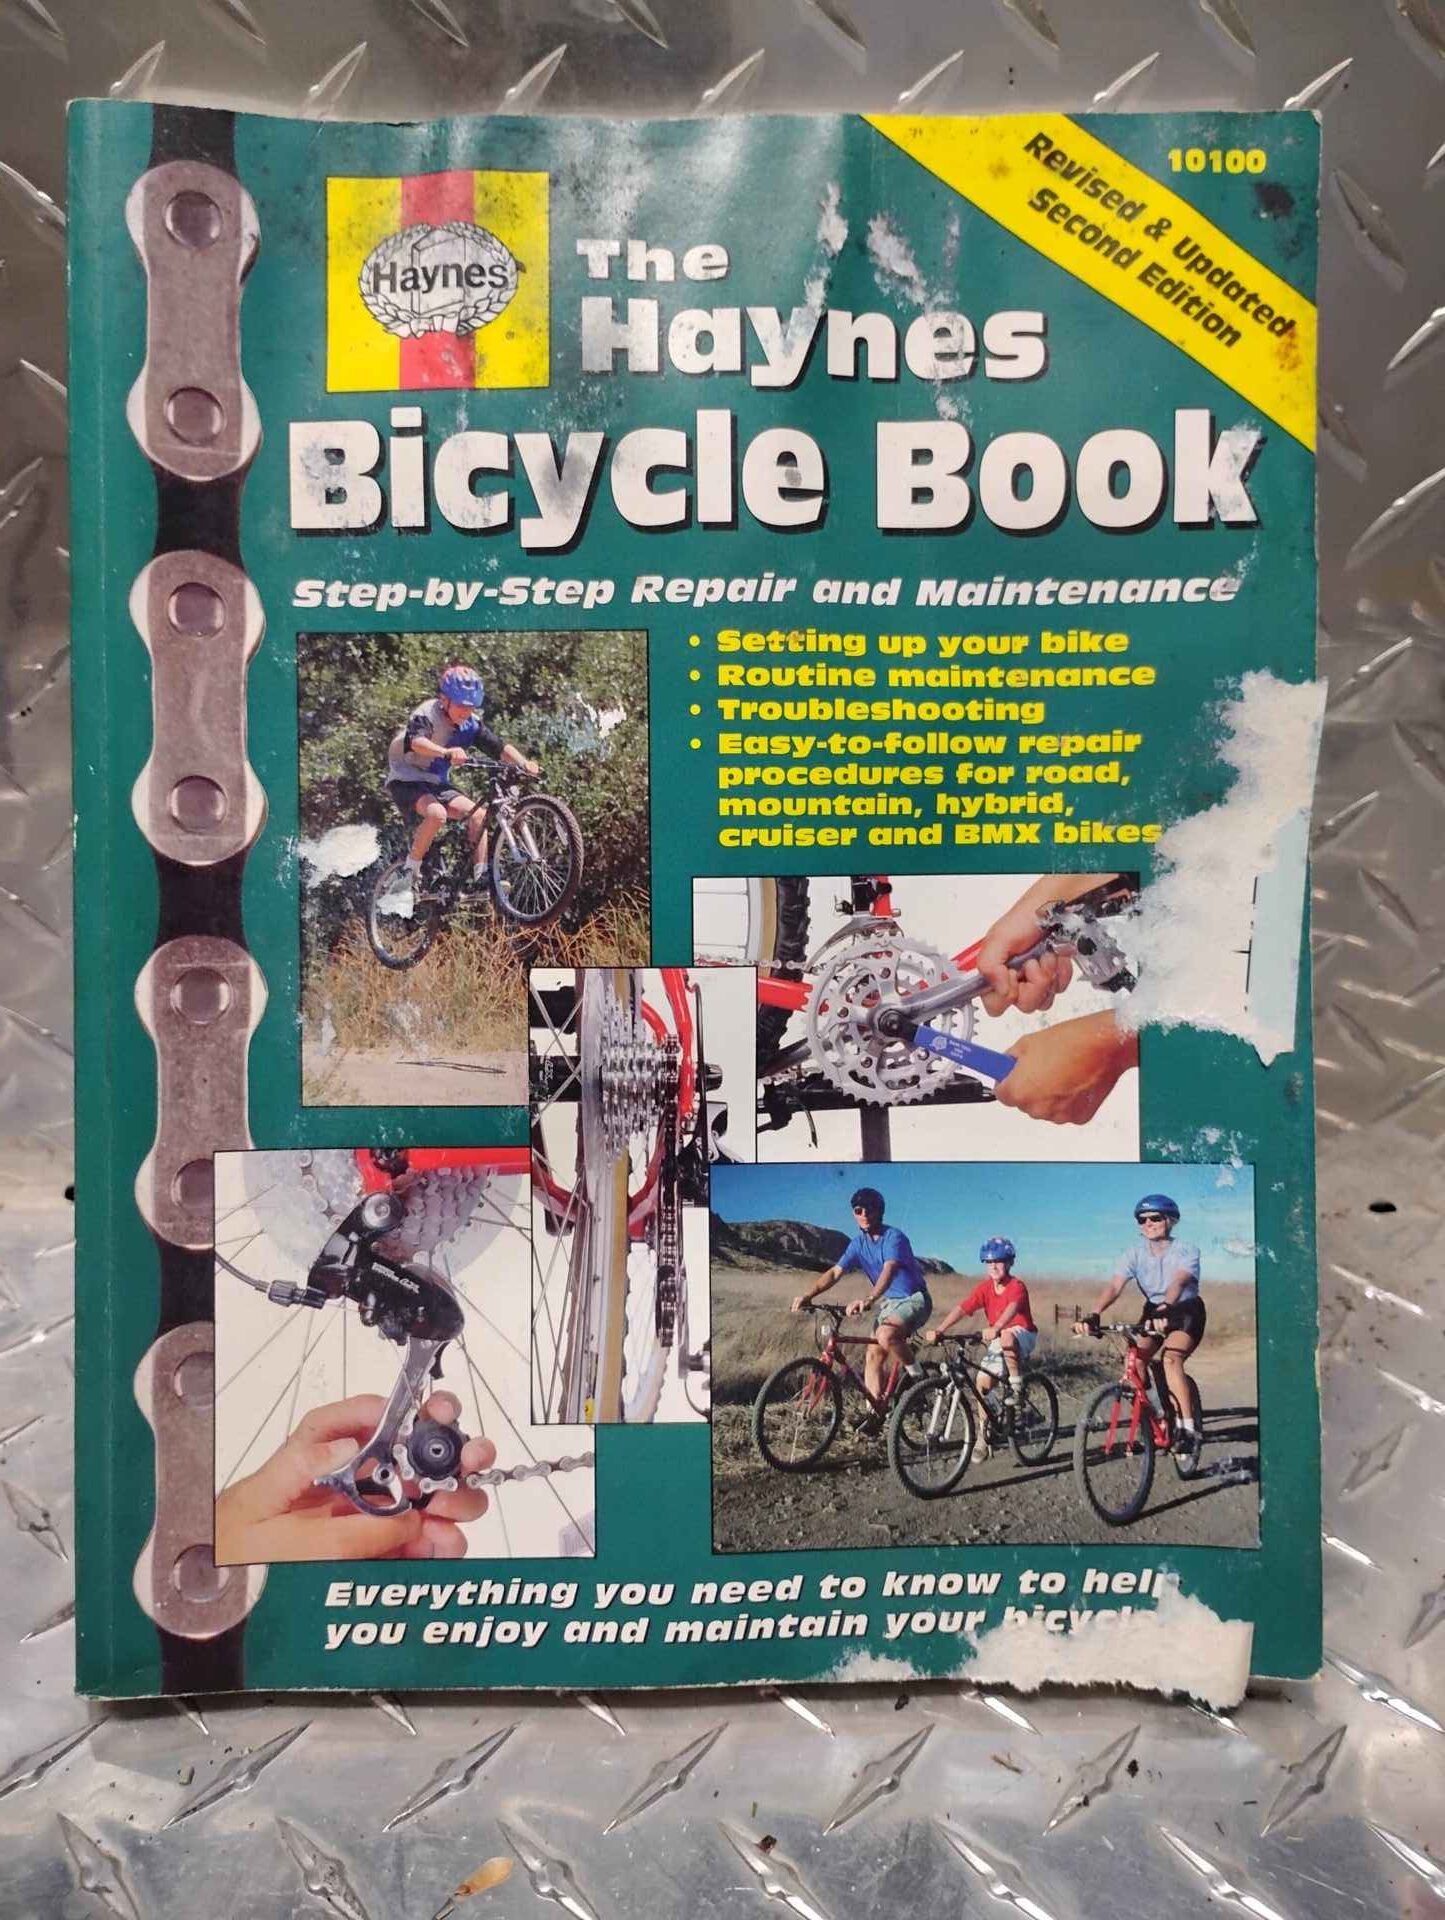 10100
Revised & Updated
Second Edition
Haynes
The
Haynes
Bicycle Book
Step-by-Step Repair and Maintenance
• Setting up your bike
• Routine maintenance
• Troubleshooting
• Easy-to-follow repair
procedures for road,
mountain, hybrid,
cruiser and BMX bikes
Everything you need to know to help
you enjoy and maintain your bicycle